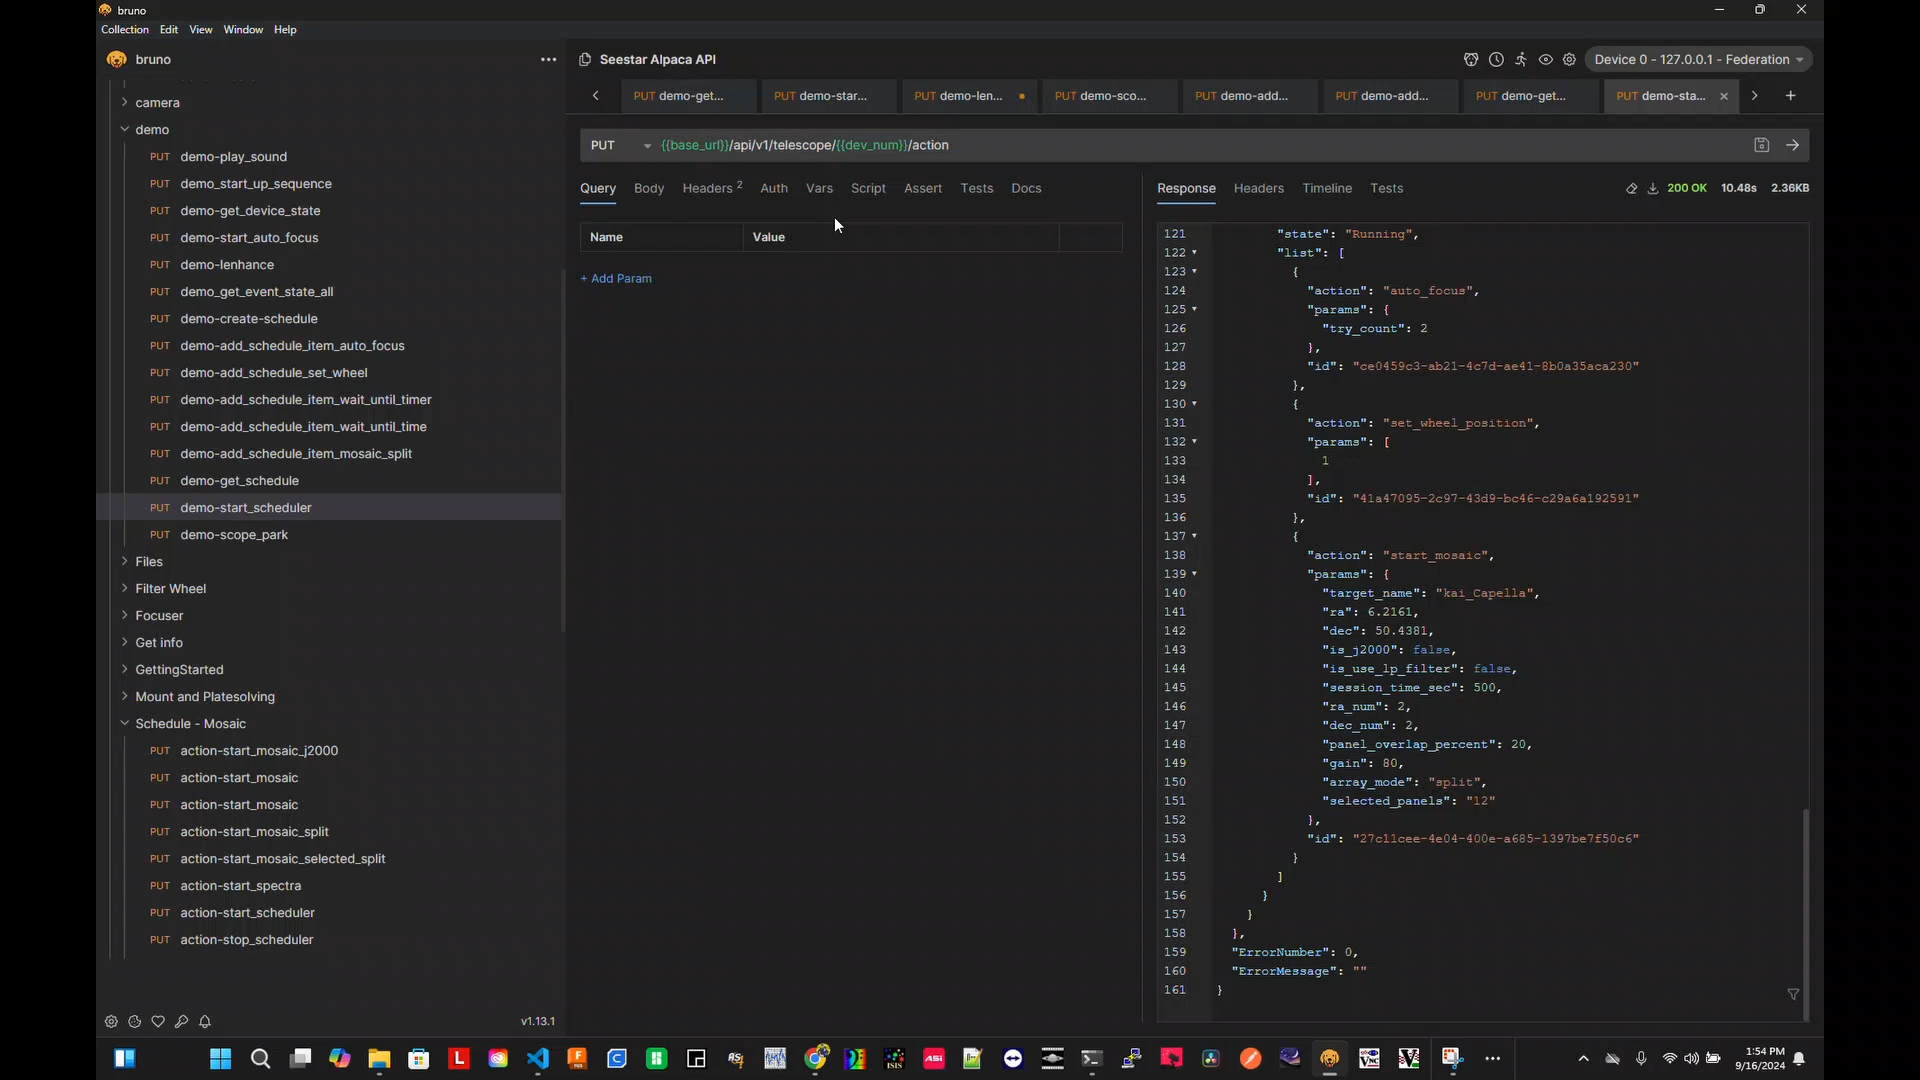 bruno
Collection Edit View Window Help
bruno
camera
demo
PUT demo-play_sound
PUT demo_start_up_sequence
PUT demo-get_device_state
PUT demo-start_auto_focus
PUT demo-lenhance
PUT demo_get_event_state_all
PUT demo-create-schedule
PUT demo-add_schedule_item_auto_focus
PUT demo-add_schedule_set_wheel
PUT demo-add_schedule_item_wait_until_timer
PUT demo-add_schedule_item_wait_until_time
PUT demo-add_schedule_item_mosaic_split
PUT demo-get_schedule
PUT demo-start_scheduler
PUT demo-scope_park
Files
Filter Wheel
Focuser
Get info
GettingStarted
Mount and Platesolving
Schedule - Mosaic
PUT action-start_mosaic_j2000
PUT action-start_mosaic
PUT action-start_mosaic
PUT action-start_mosaic_split
PUT action-start_mosaic_selected_split
PUT action-start_spectra
PUT action-start_scheduler
PUT action-stop_scheduler
v1.13.1
Seestar Alpaca API
Device 0 - 127.0.0.1 - Federation
PUT demo-get... PUT demo-star... PUT demo-len... PUT demo-sco... PUT demo-add... PUT demo-add... PUT demo-get... PUT demo-sta...
PUT {{base_url}}/api/v1/telescope/{{dev_num}}/action
Query Body Headers 2 Auth Vars Script Assert Tests Docs
Name Value
+ Add Param
Response Headers Timeline Tests 200 OK 10.48s 2.36KB
121 "state": "Running",
122 "list": [
123 {
124 "action": "auto_focus",
125 "params": {
126 "try_count": 2
127 },
128 "id": "ce0459c3-ab21-4c7d-ae41-8b0a35aca230"
129 },
130 {
131 "action": "set_wheel_position",
132 "params": [
133 1
134 ],
135 "id": "41a47095-2c97-43d9-bc46-c29a6a192591"
136 },
137 {
138 "action": "start_mosaic",
139 "params": {
140 "target_name": "kai_Capella",
141 "ra": 6.2161,
142 "dec": 50.4381,
143 "is_j2000": false,
144 "is_use_lp_filter": false,
145 "session_time_sec": 500,
146 "ra_num": 2,
147 "dec_num": 2,
148 "panel_overlap_percent": 20,
149 "gain": 80,
150 "array_mode": "split",
151 "selected_panels": "12"
152 },
153 "id": "27c11cee-4e04-400e-a685-1397be7f50c6"
154 }
155 ]
156 }
157 }
158 },
159 "ErrorNumber": 0,
160 "ErrorMessage": ""
161 }
L
ASI
ISIS
VNC
1:54 PM
9/16/2024